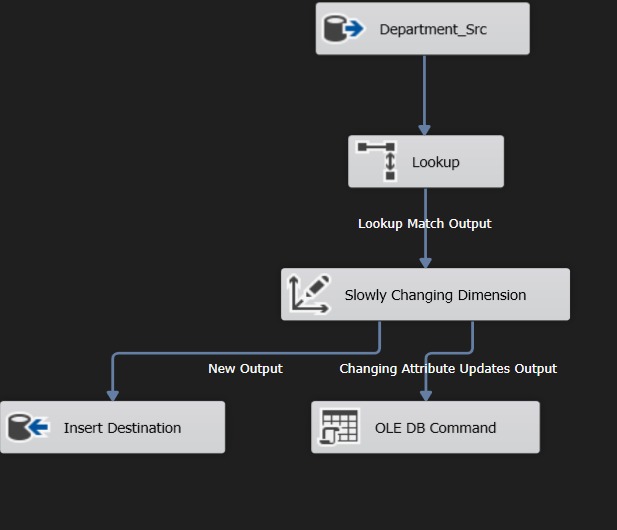 Department_Src
Lookup
Lookup Match Output
Slowly Changing Dimension
New Output
Changing Attribute Updates Output
Insert Destination
OLE DB Command